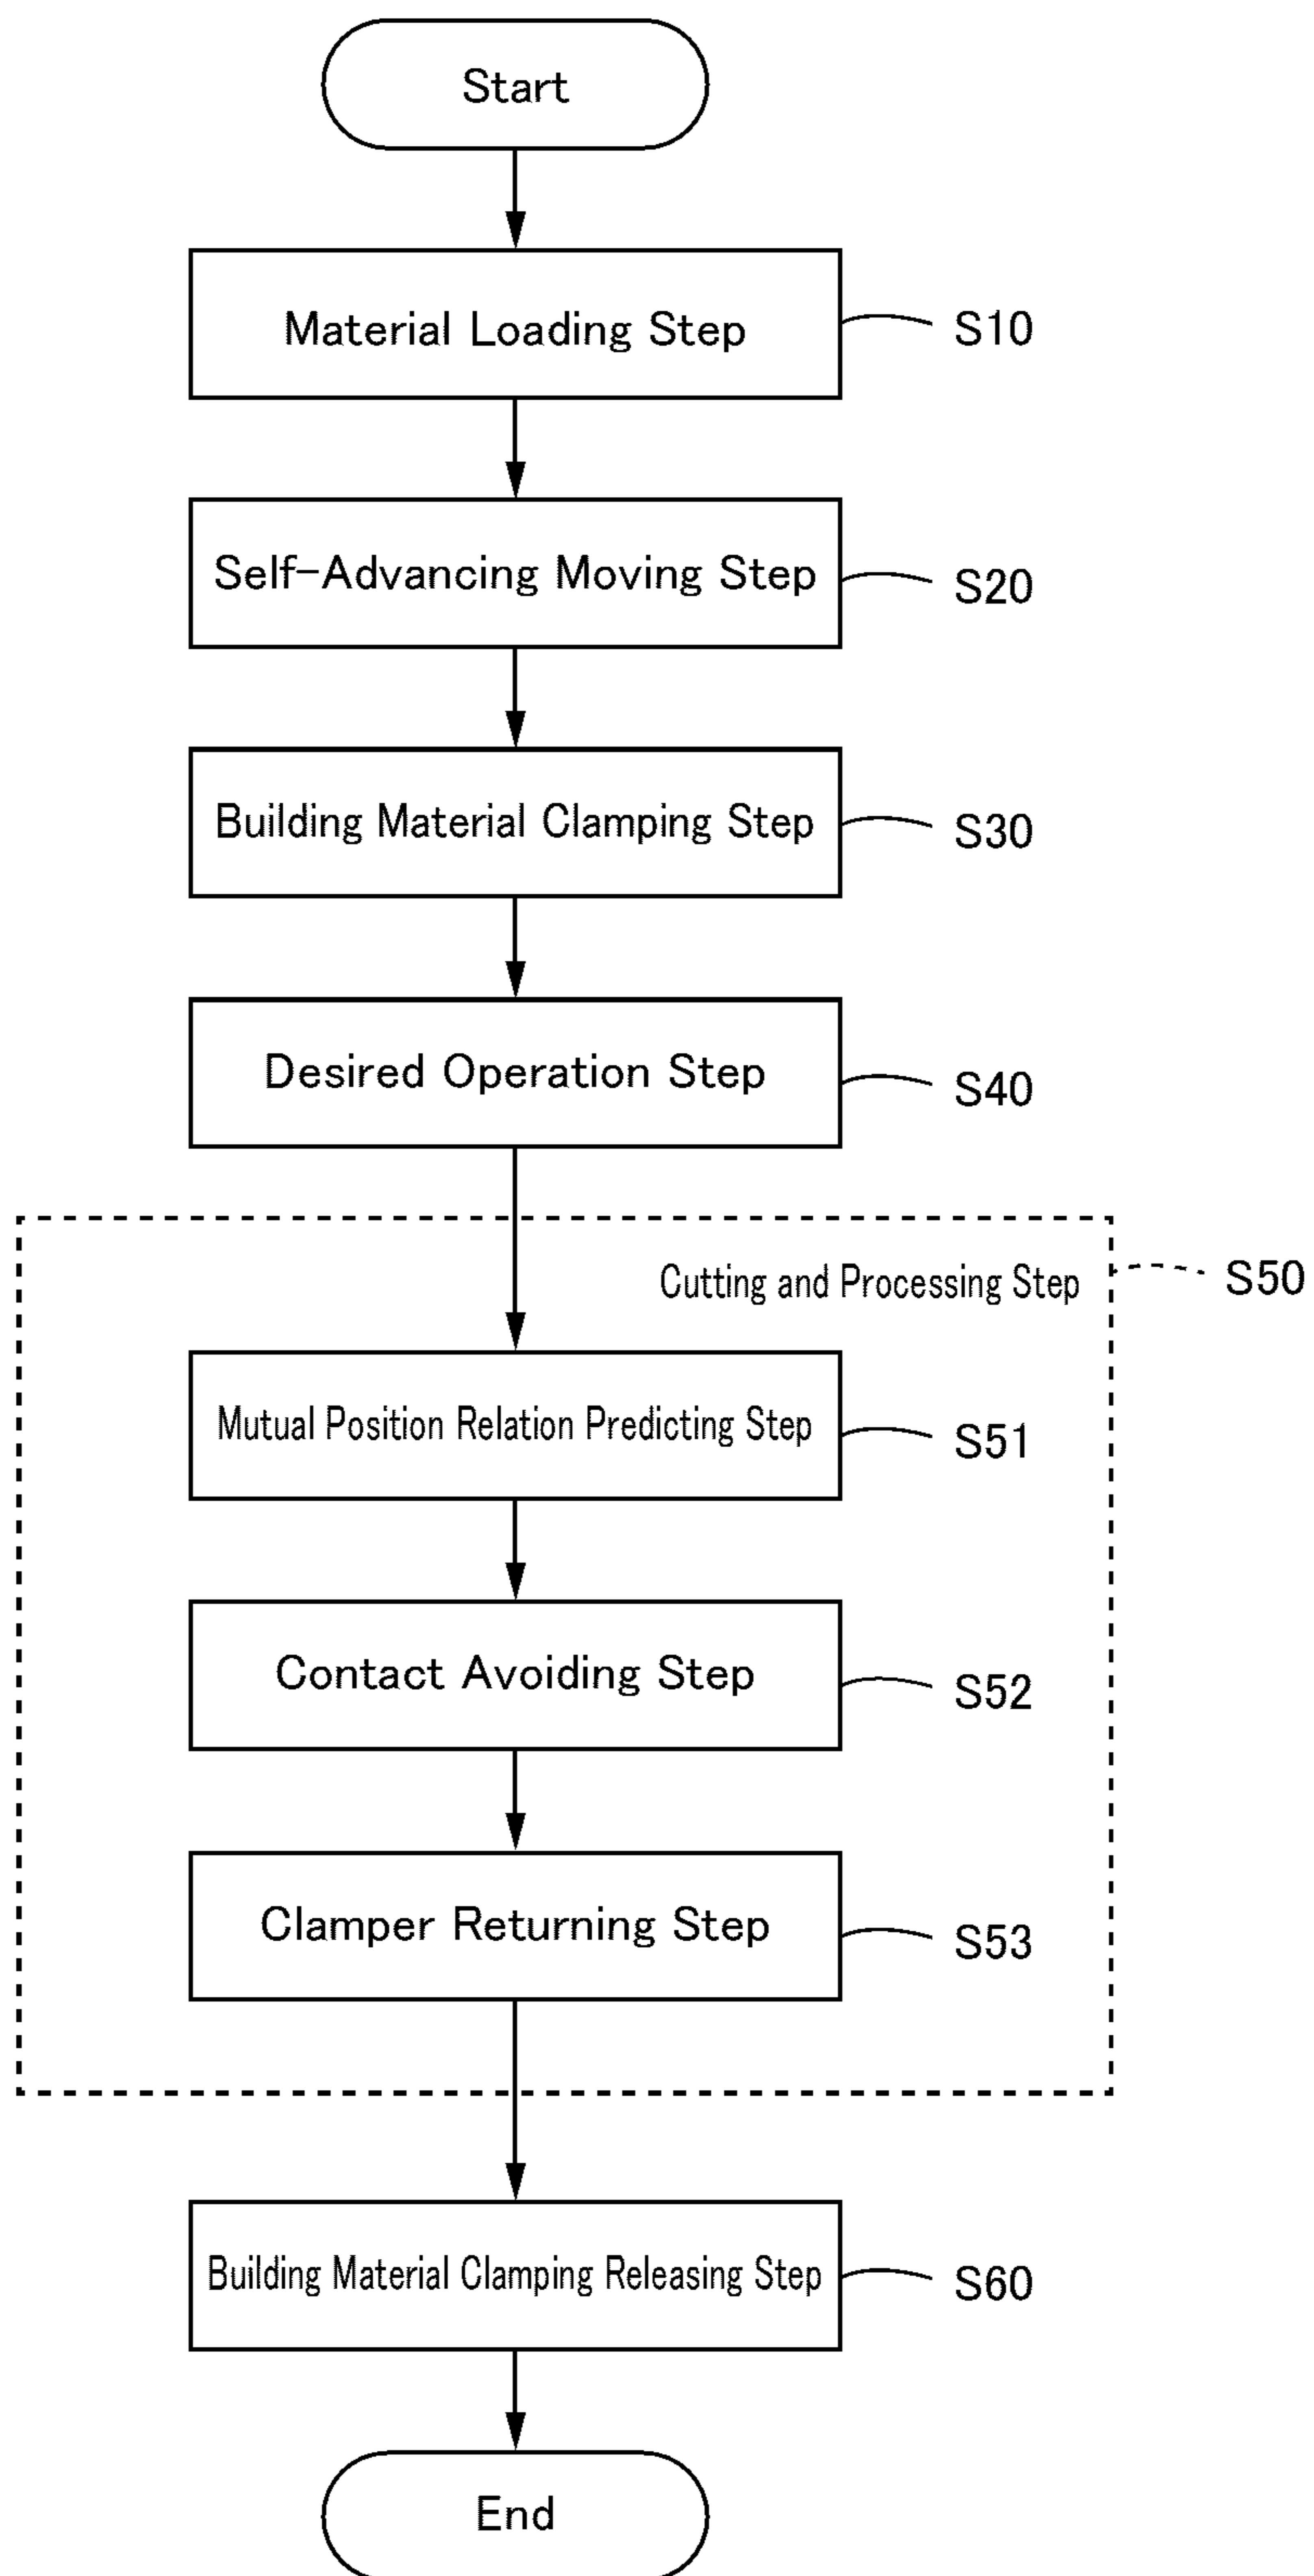 Start
Material Loading Step
S10
Self-Advancing Moving Step
S20
Building Material Clamping Step
S30
Desired Operation Step
S40
Cutting and Processing Step
S50
Mutual Position Relation Predicting Step
S51
Contact Avoiding Step
S52
Clamper Returning Step
S53
Building Material Clamping Releasing Step
S60
End